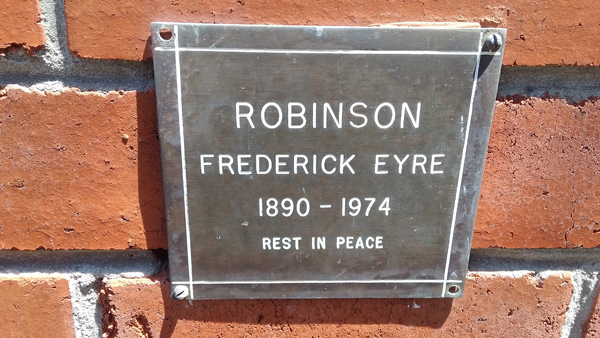 ROBINSON
FREDERICK EYRE
1890 - 1974
REST IN PEACE